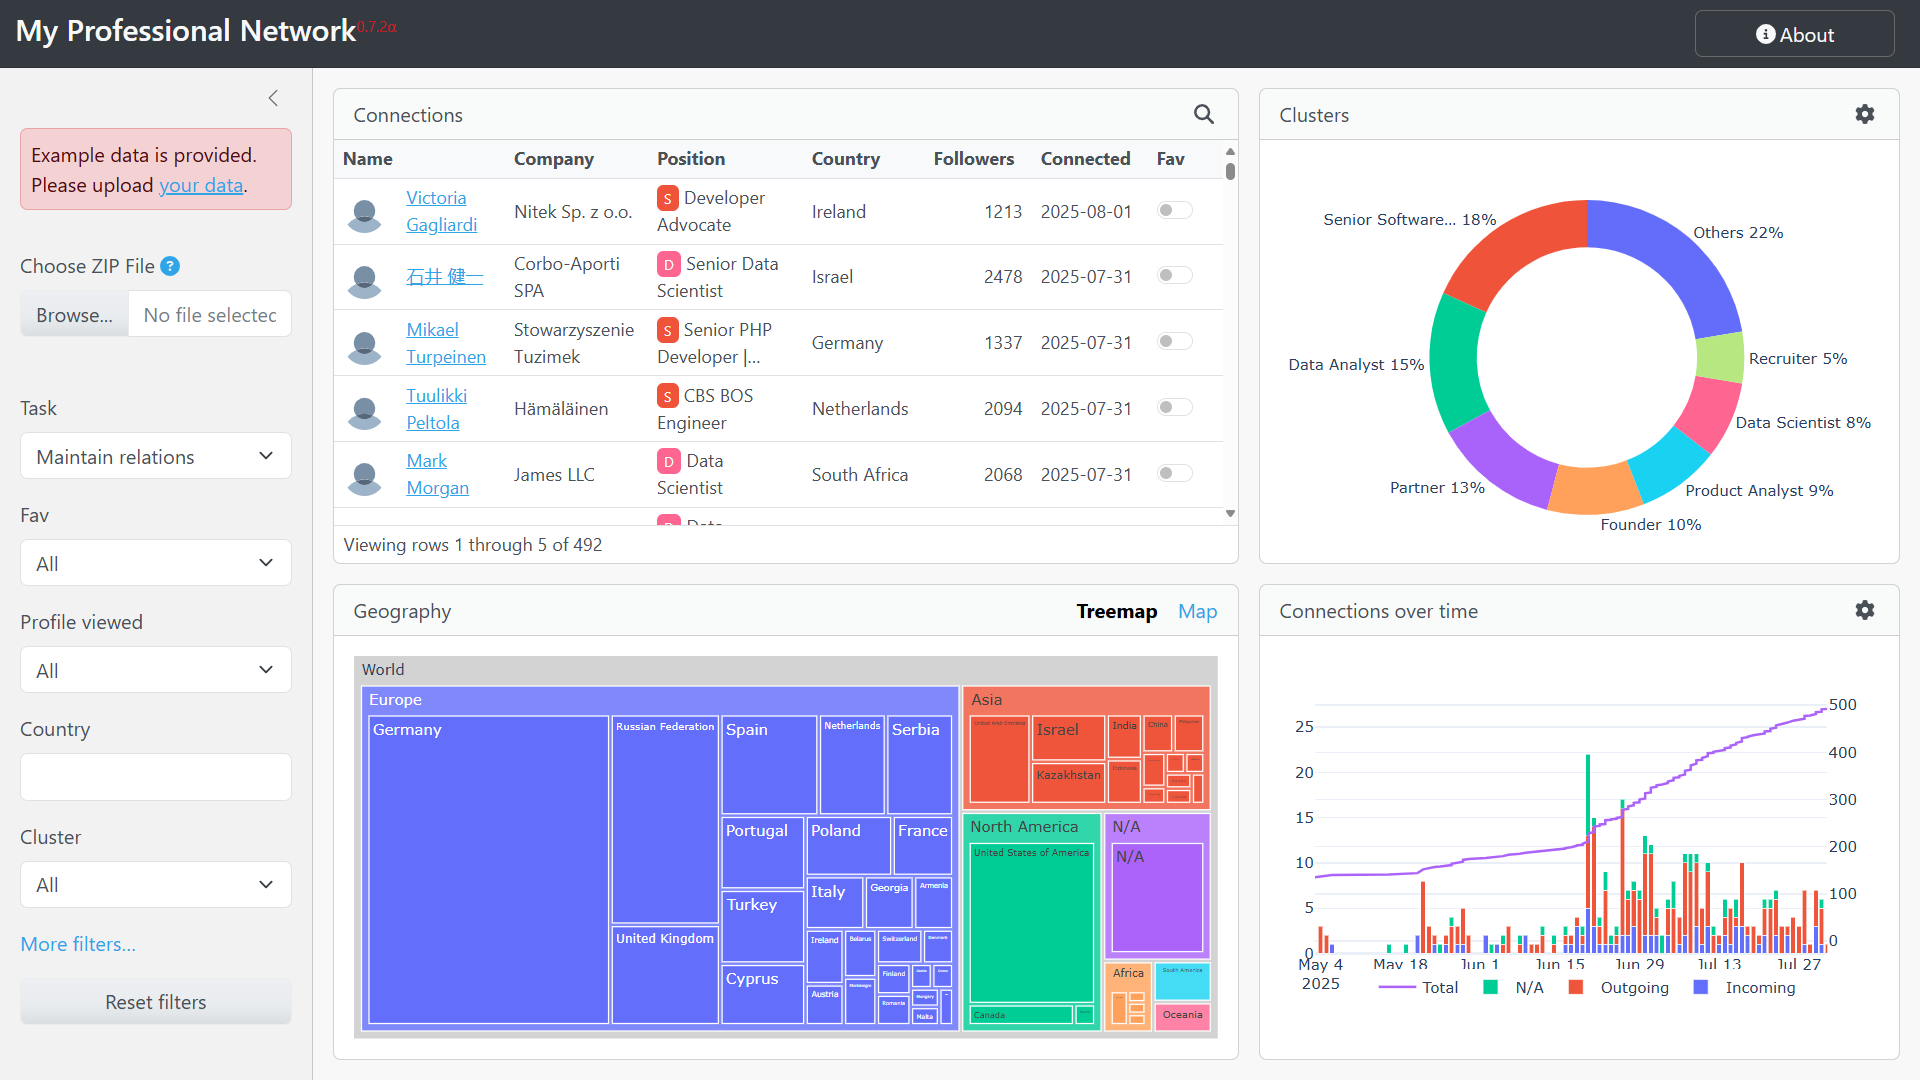 My Professional Network 0.7.2α
About
Example data is provided.
Please upload your data.
Choose ZIP File ?
Browse... No file selected
Task
Maintain relations
Fav
All
Profile viewed
All
Country
Cluster
All
More filters...
Reset filters
Connections
Name Company Position Country Followers Connected Fav
Victoria Gagliardi Nitek Sp. z o.o. S Developer Advocate Ireland 1213 2025-08-01
石井 健一 Corbo-Aporti SPA D Senior Data Scientist Israel 2478 2025-07-31
Mikael Turpeinen Stowarzyszenie Tuzimek S Senior PHP Developer |... Germany 1337 2025-07-31
Tuulikki Peltola Hämäläinen S CBS BOS Engineer Netherlands 2094 2025-07-31
Mark Morgan James LLC D Data Scientist South Africa 2068 2025-07-31
D Data
Viewing rows 1 through 5 of 492
Clusters
Senior Software... 18%
Others 22%
Recruiter 5%
Data Analyst 15%
Data Scientist 8%
Partner 13%
Product Analyst 9%
Founder 10%
Geography
Treemap Map
World
Europe
Germany
Russian Federation
Spain
Netherlands
Serbia
Portugal
Poland
France
Turkey
Italy
Georgia
Armenia
United Kingdom
Cyprus
Ireland
Belarus
Switzerland
Denmark
Finland
Austria
Montenegro
Romania
Hungary
Malta
Asia
United Arab Emirates
Israel
India
China
Philippines
Kazakhstan
Indonesia
North America
United States of America
Canada
N/A
N/A
Africa
South America
Oceania
Connections over time
25
20
15
10
5
0
500
400
300
200
100
0
May 4 May 18 Jun 1 Jun 15 Jun 29 Jul 13 Jul 27
2025
Total N/A Outgoing Incoming